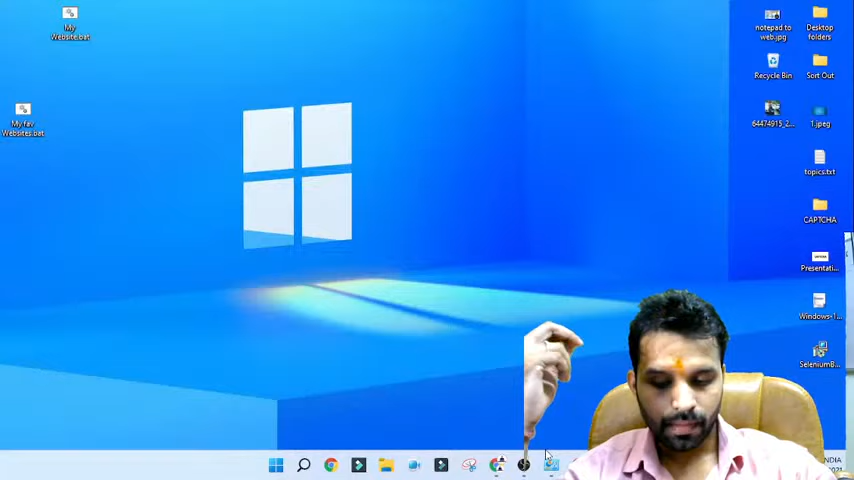 My
Website.bat
My fav
Websites.bat
notepad to
web.jpg
Desktop
folders
Recycle Bin
Sort Out
64474915_2...
1.jpeg
topics.txt
CAPTCHA
Presentati...
Windows-1...
SeleniumB...
INDIA